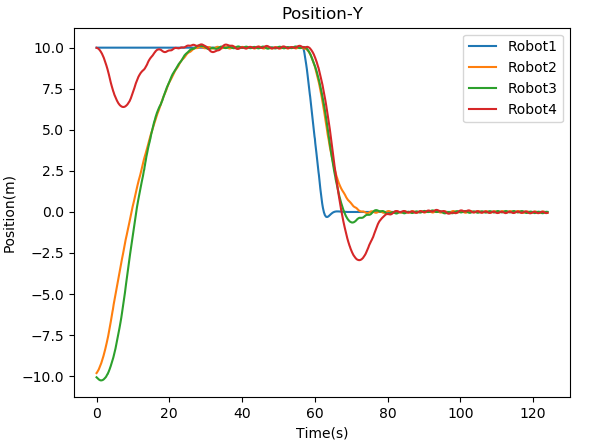 Position-Y
Robot1
Robot2
Robot3
Robot4
Position(m)
10.0
7.5
5.0
2.5
0.0
−2.5
−5.0
−7.5
−10.0
0 20 40 60 80 100 120
Time(s)